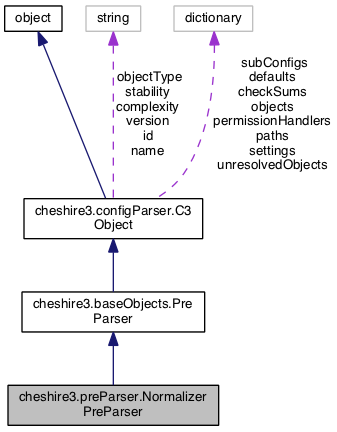 object
string
dictionary
objectType
stability
complexity
version
id
name
subConfigs
defaults
checkSums
objects
permissionHandlers
paths
settings
unresolvedObjects
cheshire3.configParser.C3
Object
cheshire3.baseObjects.Pre
Parser
cheshire3.preParser.Normalizer
PreParser